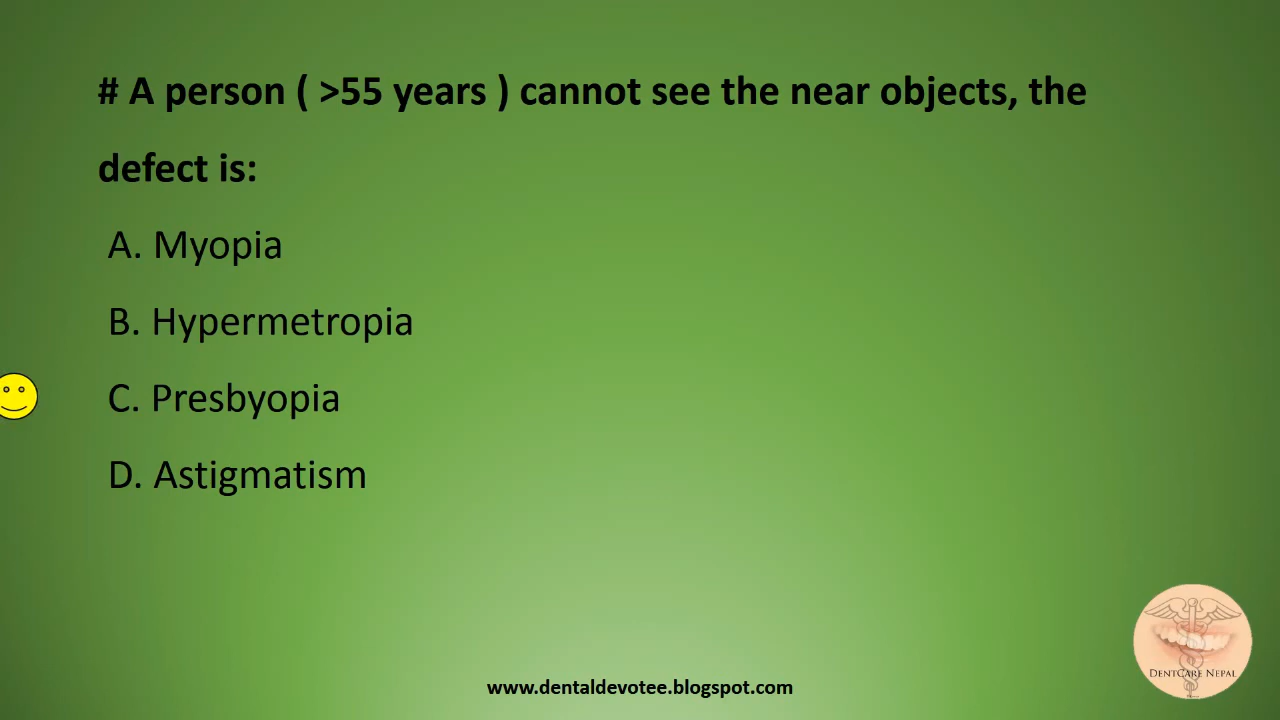 # A person ( >55 years ) cannot see the near objects, the
defect is:
A. Myopia
B. Hypermetropia
C. Presbyopia
D. Astigmatism
DENTCARE NEPAL
www.dentaldevotee.blogspot.com